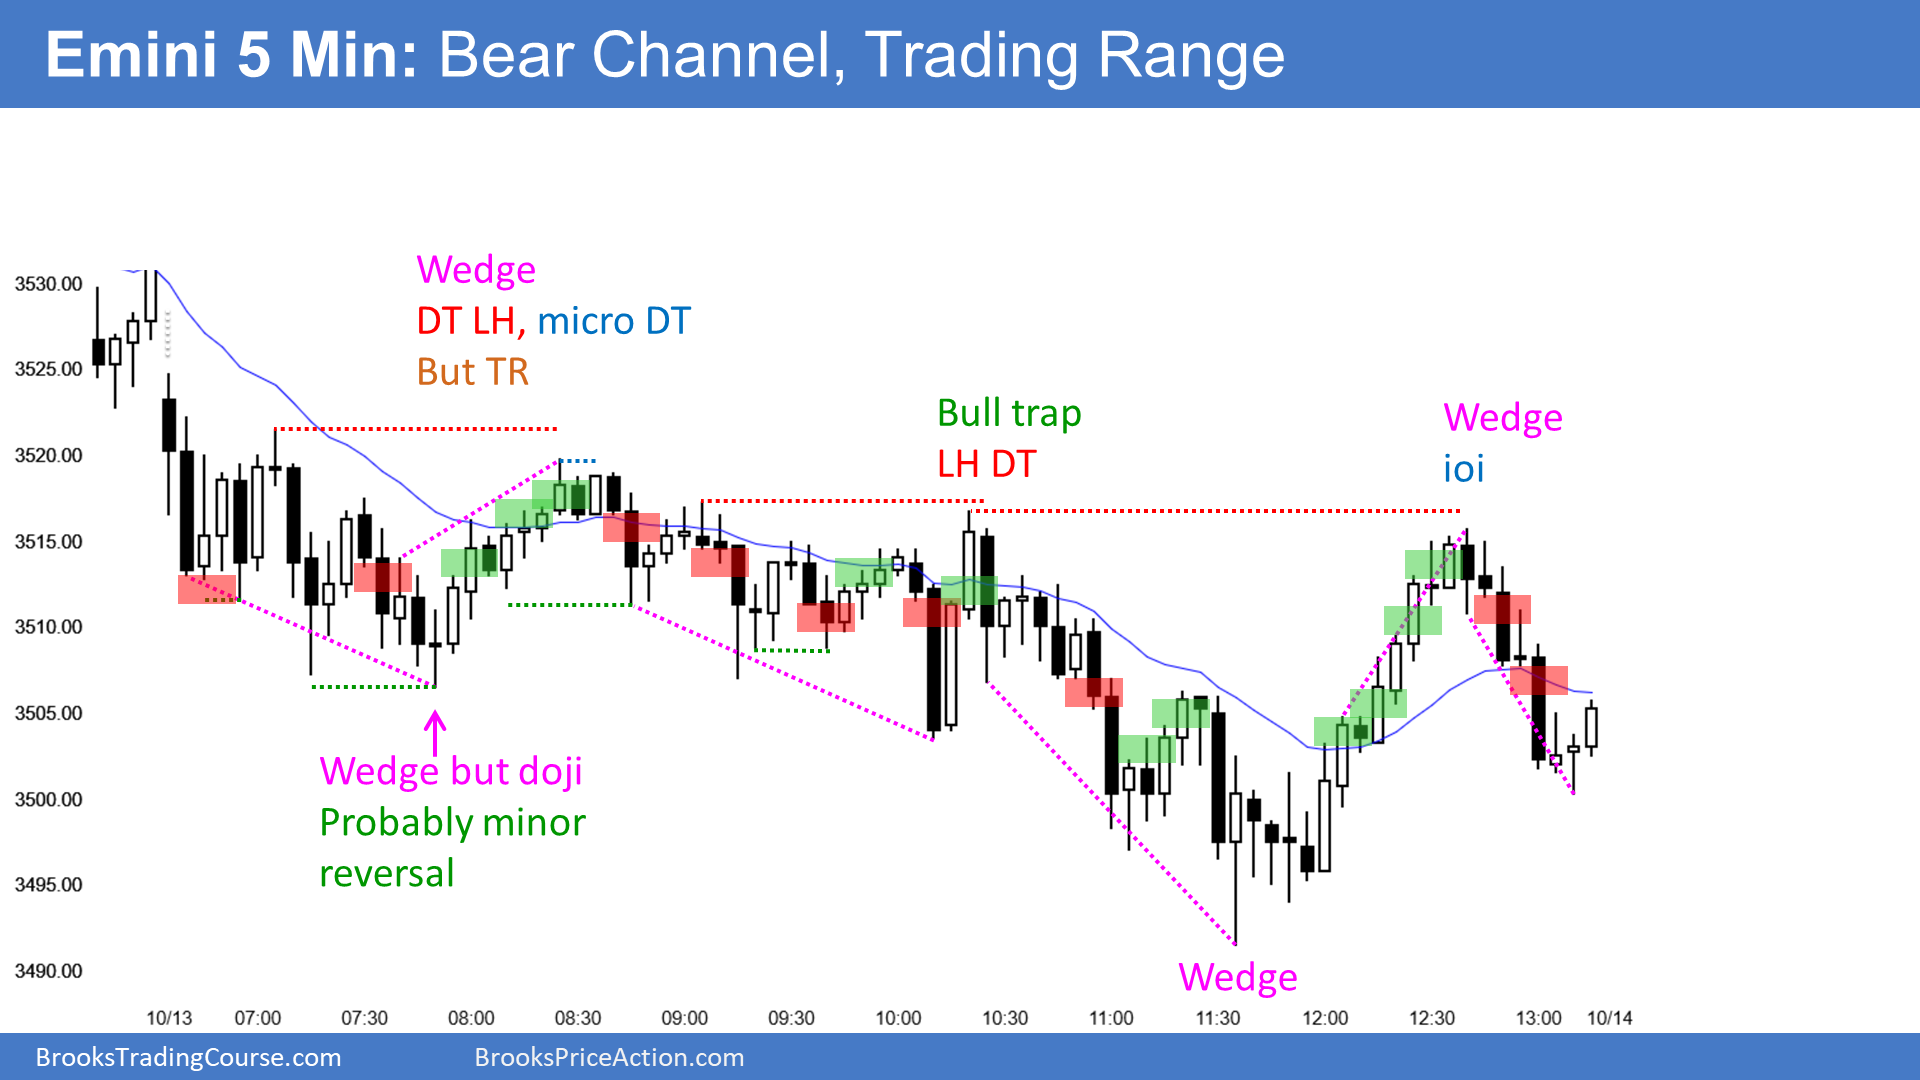 Emini 5 Min: Bear Channel, Trading Range
Wedge
DT LH, micro DT
But TR
Bull trap
LH DT
Wedge
ioi
3530.00
3525.00
3520.00
3515.00
3510.00
3505.00
3500.00
3495.00
3490.00
Wedge but doji
Probably minor
reversal
Wedge
10/13 07:00 07:30 08:00 08:30 09:00 09:30 10:00 10:30 11:00 11:30 12:00 12:30 13:00 10/14
BrooksTradingCourse.com BrooksPriceAction.com